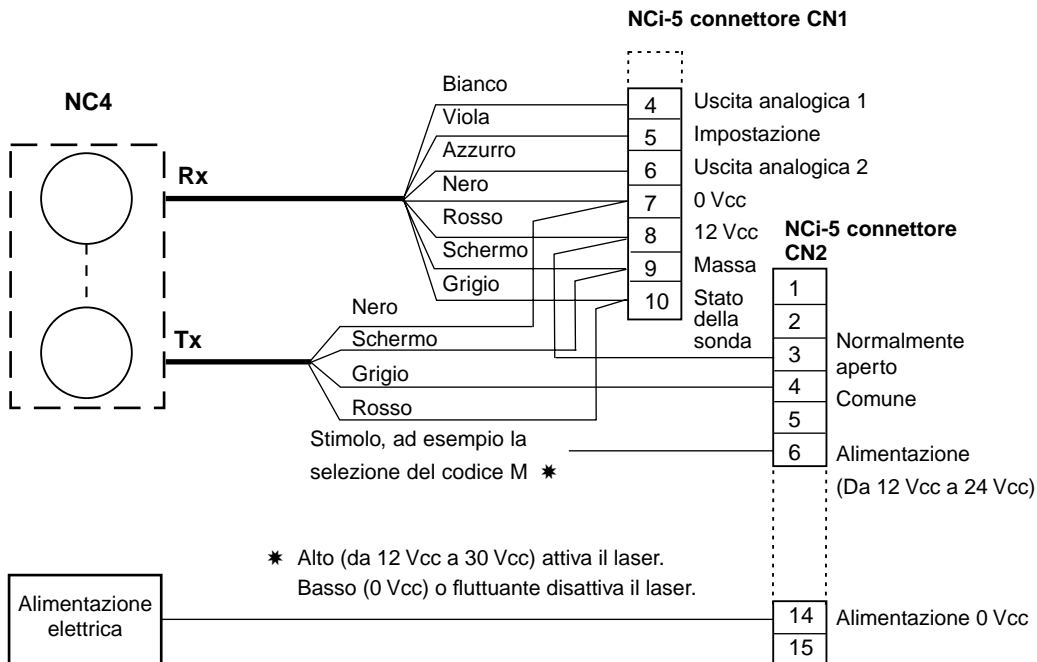 NCi-5 connettore CN1
NC4
Rx
Bianco
Viola
Azzurro
Nero
Rosso
Schermo
Grigio
4 Uscita analogica 1
5 Impostazione
6 Uscita analogica 2
7 0 Vcc
8 12 Vcc
9 Massa
10 Stato
della
sonda
Tx
Nero
Schermo
Grigio
Rosso
NCi-5 connettore
CN2
1
2
3 Normalmente
aperto
4 Comune
5
6 Alimentazione
(Da 12 Vcc a 24 Vcc)
Stimolo, ad esempio la
selezione del codice M ✷
✷ Alto (da 12 Vcc a 30 Vcc) attiva il laser.
Basso (0 Vcc) o fluttuante disattiva il laser.
Alimentazione
elettrica
14 Alimentazione 0 Vcc
15